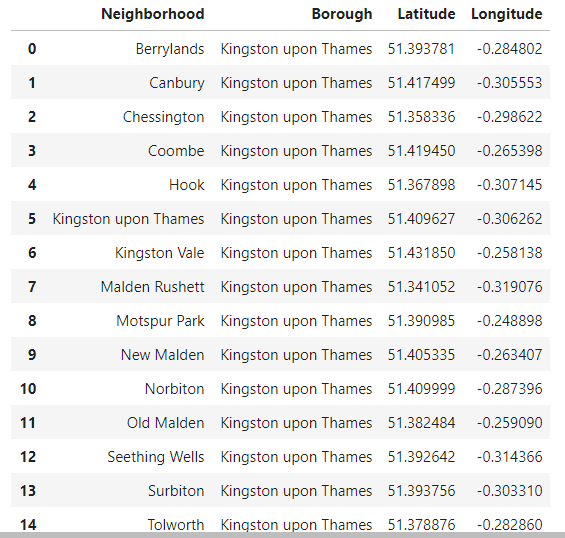 Neighborhood Borough Latitude Longitude
0 Berrylands Kingston upon Thames 51.393781 -0.284802
1 Canbury Kingston upon Thames 51.417499 -0.305553
2 Chessington Kingston upon Thames 51.358336 -0.298622
3 Coombe Kingston upon Thames 51.419450 -0.265398
4 Hook Kingston upon Thames 51.367898 -0.307145
5 Kingston upon Thames Kingston upon Thames 51.409627 -0.306262
6 Kingston Vale Kingston upon Thames 51.431850 -0.258138
7 Malden Rushett Kingston upon Thames 51.341052 -0.319076
8 Motspur Park Kingston upon Thames 51.390985 -0.248898
9 New Malden Kingston upon Thames 51.405335 -0.263407
10 Norbiton Kingston upon Thames 51.409999 -0.287396
11 Old Malden Kingston upon Thames 51.382484 -0.259090
12 Seething Wells Kingston upon Thames 51.392642 -0.314366
13 Surbiton Kingston upon Thames 51.393756 -0.303310
14 Tolworth Kingston upon Thames 51.378876 -0.282860